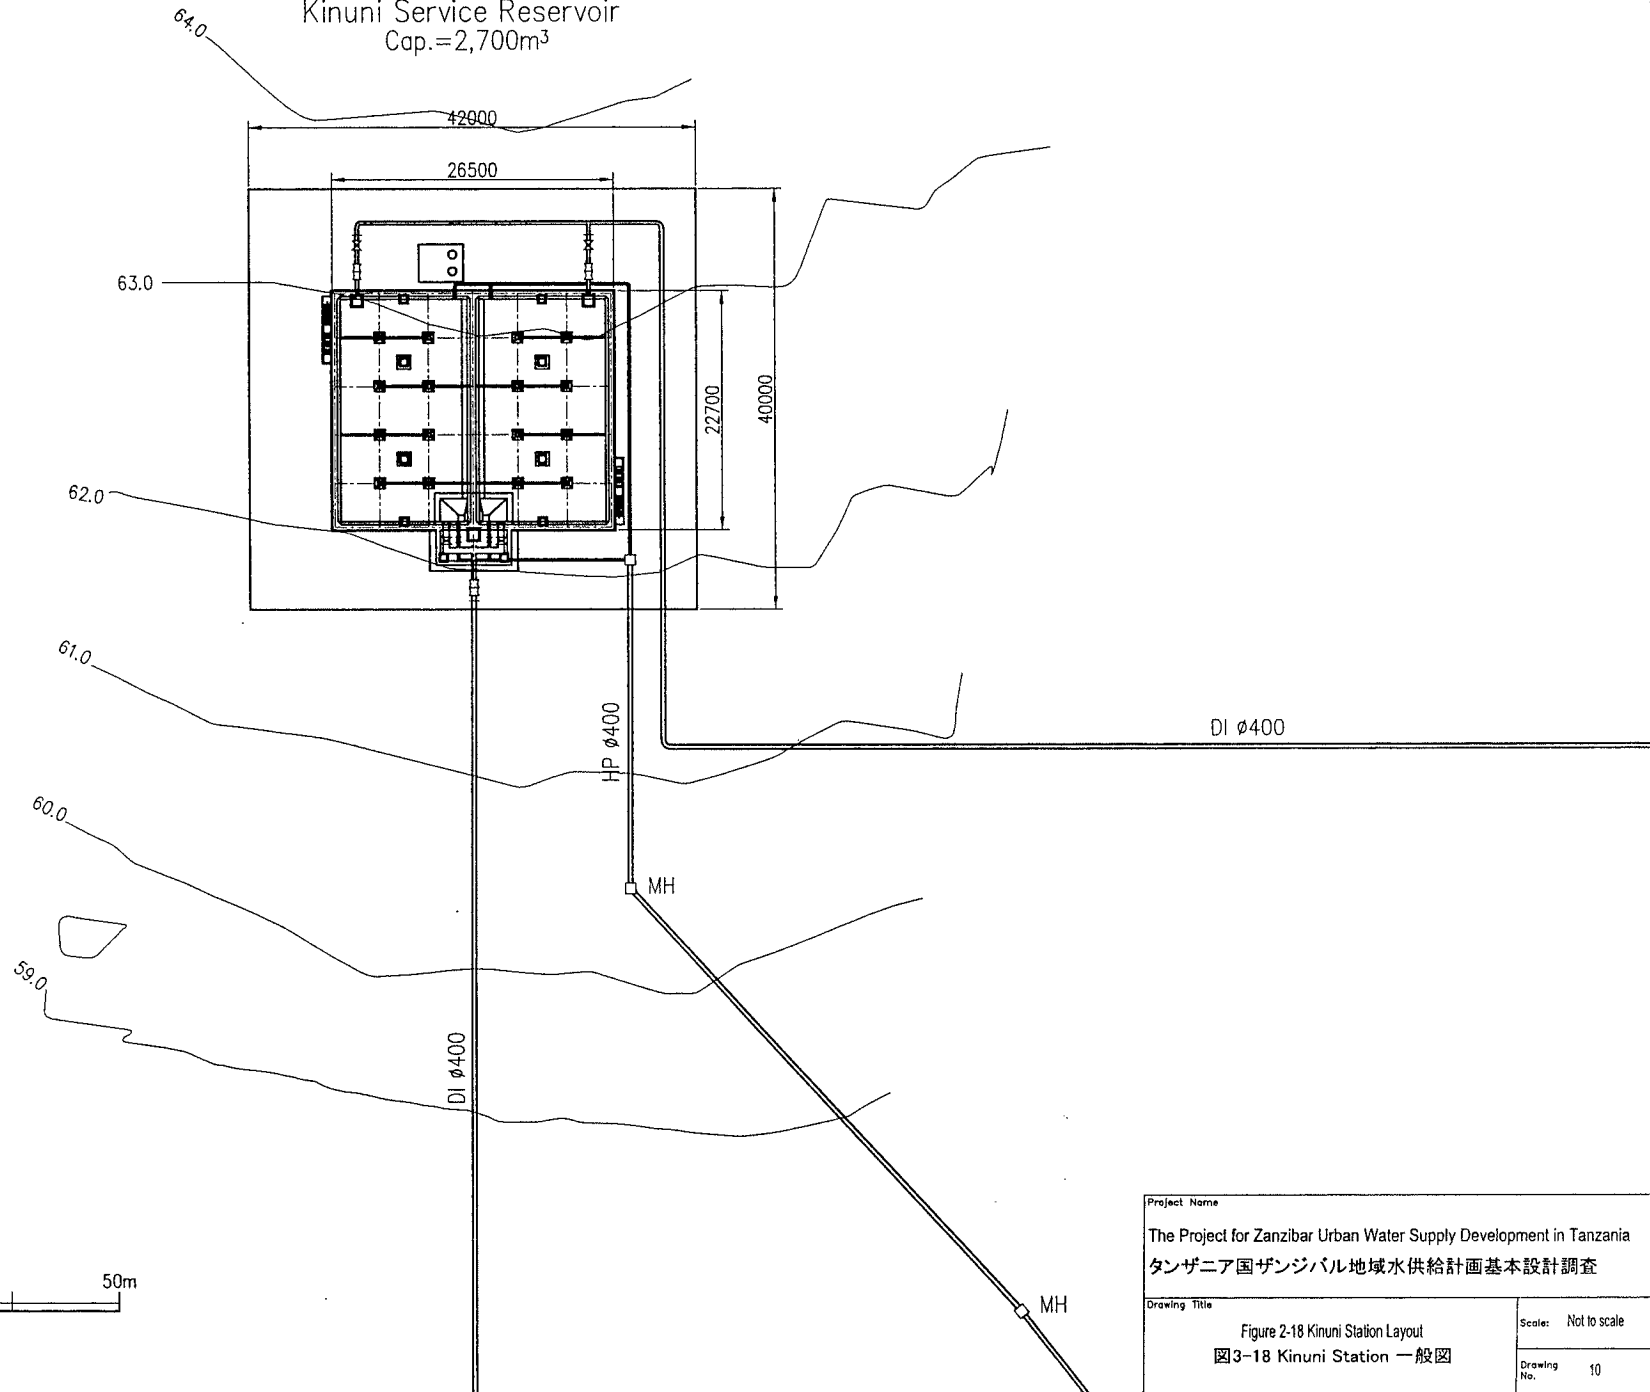 Kinuni Service Reservoir
Cap.=2,700m³
64.0
42000
26500
63.0
22700
40000
62.0
61.0
HP ø400
DI ø400
60.0
MH
59.0
DI ø400
50m
MH
Project Name
The Project for Zanzibar Urban Water Supply Development in Tanzania
タンザニア国ザンジバル地域水供給計画基本設計調査
Drawing Title
Figure 2-18 Kinuni Station Layout
図3-18 Kinuni Station 一般図
Scale: Not to scale
Drawing No. 10